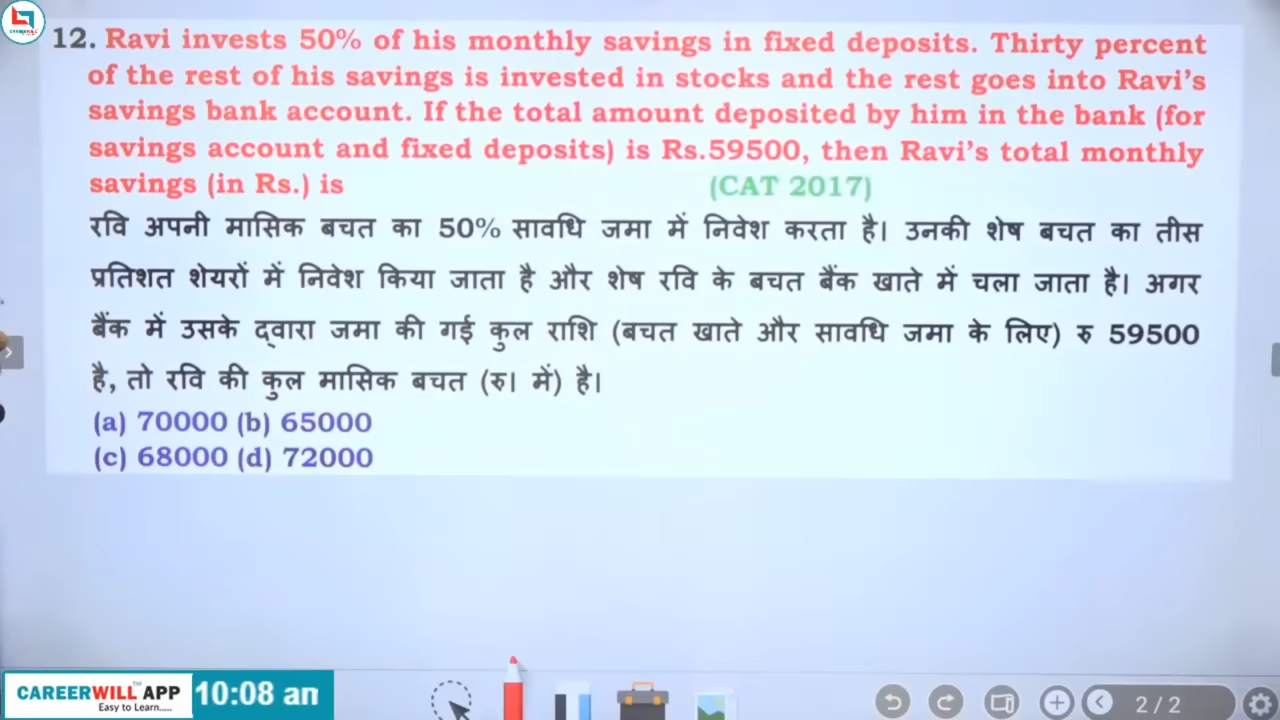 12. Ravi invests 50% of his monthly savings in fixed deposits. Thirty percent
of the rest of his savings is invested in stocks and the rest goes into Ravi's
savings bank account. If the total amount deposited by him in the bank (for
savings account and fixed deposits) is Rs.59500, then Ravi's total monthly
savings (in Rs.) is (CAT 2017)
रवि अपनी मासिक बचत का 50% सावधि जमा में निवेश करता है। उनकी शेष बचत का तीस
प्रतिशत शेयरों में निवेश किया जाता है और शेष रवि के बचत बैंक खाते में चला जाता है। अगर
बैंक में उसके द्वारा जमा की गई कुल राशि (बचत खाते और सावधि जमा के लिए) रु 59500
है, तो रवि की कुल मासिक बचत (रु। में) है।
(a) 70000 (b) 65000
(c) 68000 (d) 72000
CAREERWILL APP
Easy to Learn.....
10:08 an
2 / 2